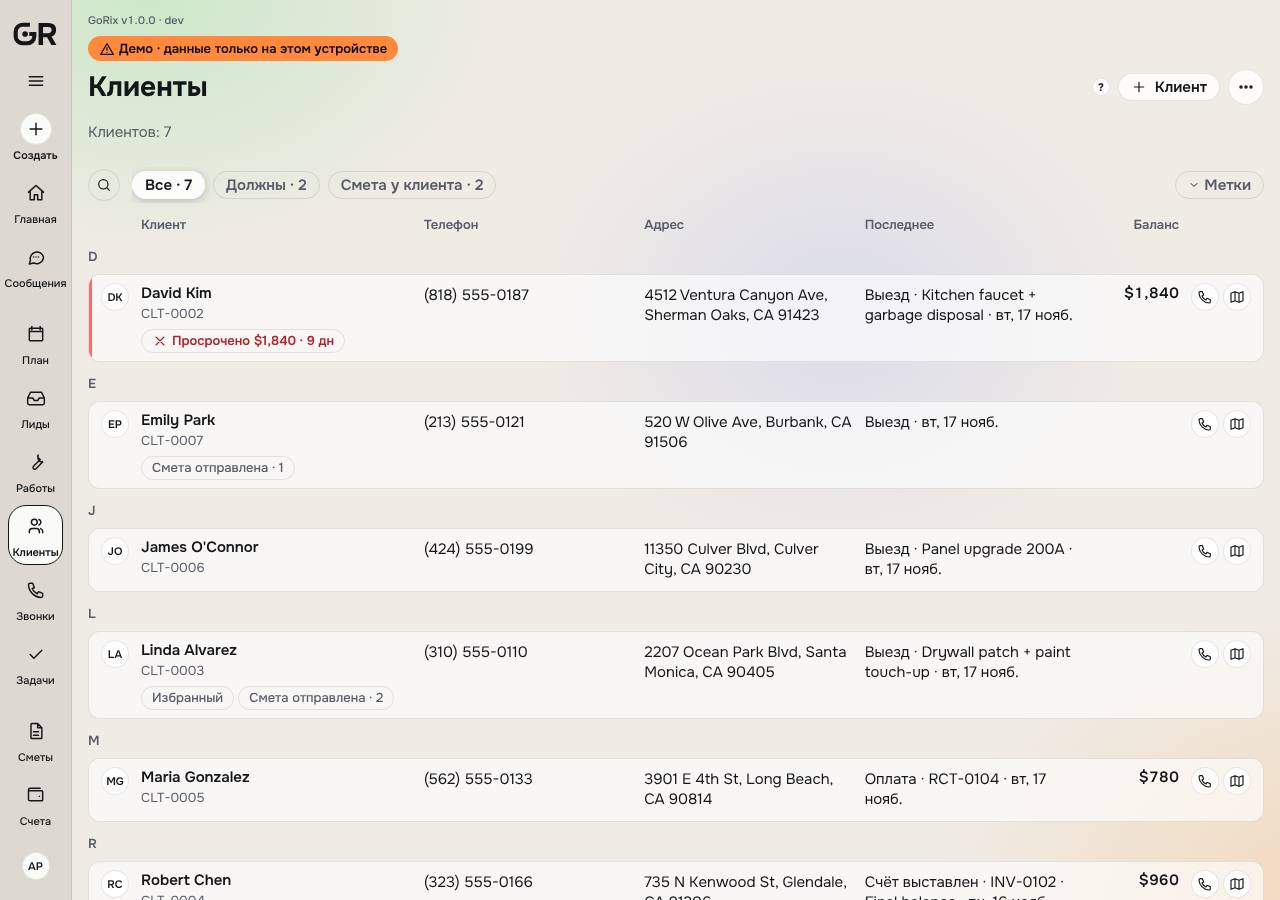 GR
GoRix v1.0.0 · dev
Демо · данные только на этом устройстве
Клиенты
?
+ Клиент
Клиентов: 7
Создать
Главная
Сообщения
План
Лиды
Работы
Клиенты
Звонки
Задачи
Сметы
Счета
AP
Все · 7
Должны · 2
Смета у клиента · 2
Метки
Клиент
Телефон
Адрес
Последнее
Баланс
D
DK
David Kim
CLT-0002
Просрочено $1,840 · 9 дн
(818) 555-0187
4512 Ventura Canyon Ave,
Sherman Oaks, CA 91423
Выезд · Kitchen faucet +
garbage disposal · вт, 17 нояб.
$1,840
E
EP
Emily Park
CLT-0007
Смета отправлена · 1
(213) 555-0121
520 W Olive Ave, Burbank, CA
91506
Выезд · вт, 17 нояб.
J
JO
James O'Connor
CLT-0006
(424) 555-0199
11350 Culver Blvd, Culver
City, CA 90230
Выезд · Panel upgrade 200A ·
вт, 17 нояб.
L
LA
Linda Alvarez
CLT-0003
Избранный
Смета отправлена · 2
(310) 555-0110
2207 Ocean Park Blvd, Santa
Monica, CA 90405
Выезд · Drywall patch + paint
touch-up · вт, 17 нояб.
M
MG
Maria Gonzalez
CLT-0005
(562) 555-0133
3901 E 4th St, Long Beach,
CA 90814
Оплата · RCT-0104 · вт, 17
нояб.
$780
R
RC
Robert Chen
(323) 555-0166
735 N Kenwood St, Glendale,
Счёт выставлен · INV-0102 ·
$960